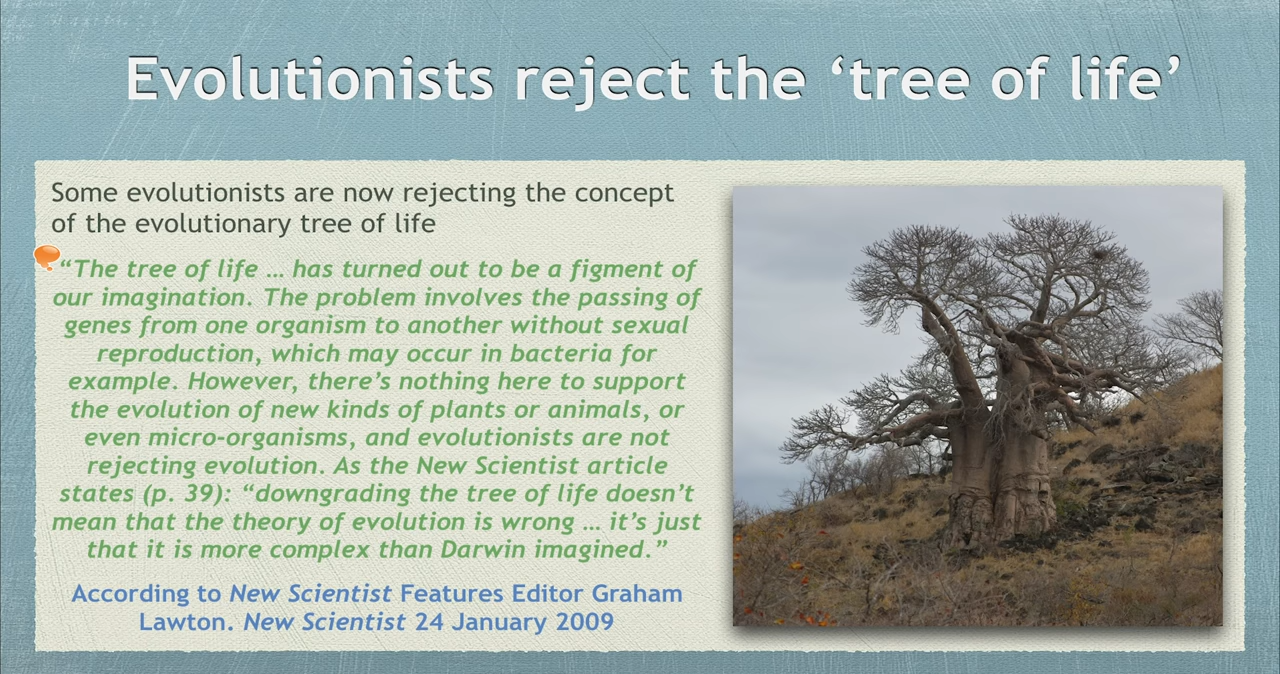 Evolutionists reject the ‘tree of life’
Some evolutionists are now rejecting the concept
of the evolutionary tree of life
“The tree of life … has turned out to be a figment of
our imagination. The problem involves the passing of
genes from one organism to another without sexual
reproduction, which may occur in bacteria for
example. However, there’s nothing here to support
the evolution of new kinds of plants or animals, or
even micro-organisms, and evolutionists are not
rejecting evolution. As the New Scientist article
states (p. 39): “downgrading the tree of life doesn’t
mean that the theory of evolution is wrong … it’s just
that it is more complex than Darwin imagined.”
According to New Scientist Features Editor Graham
Lawton. New Scientist 24 January 2009